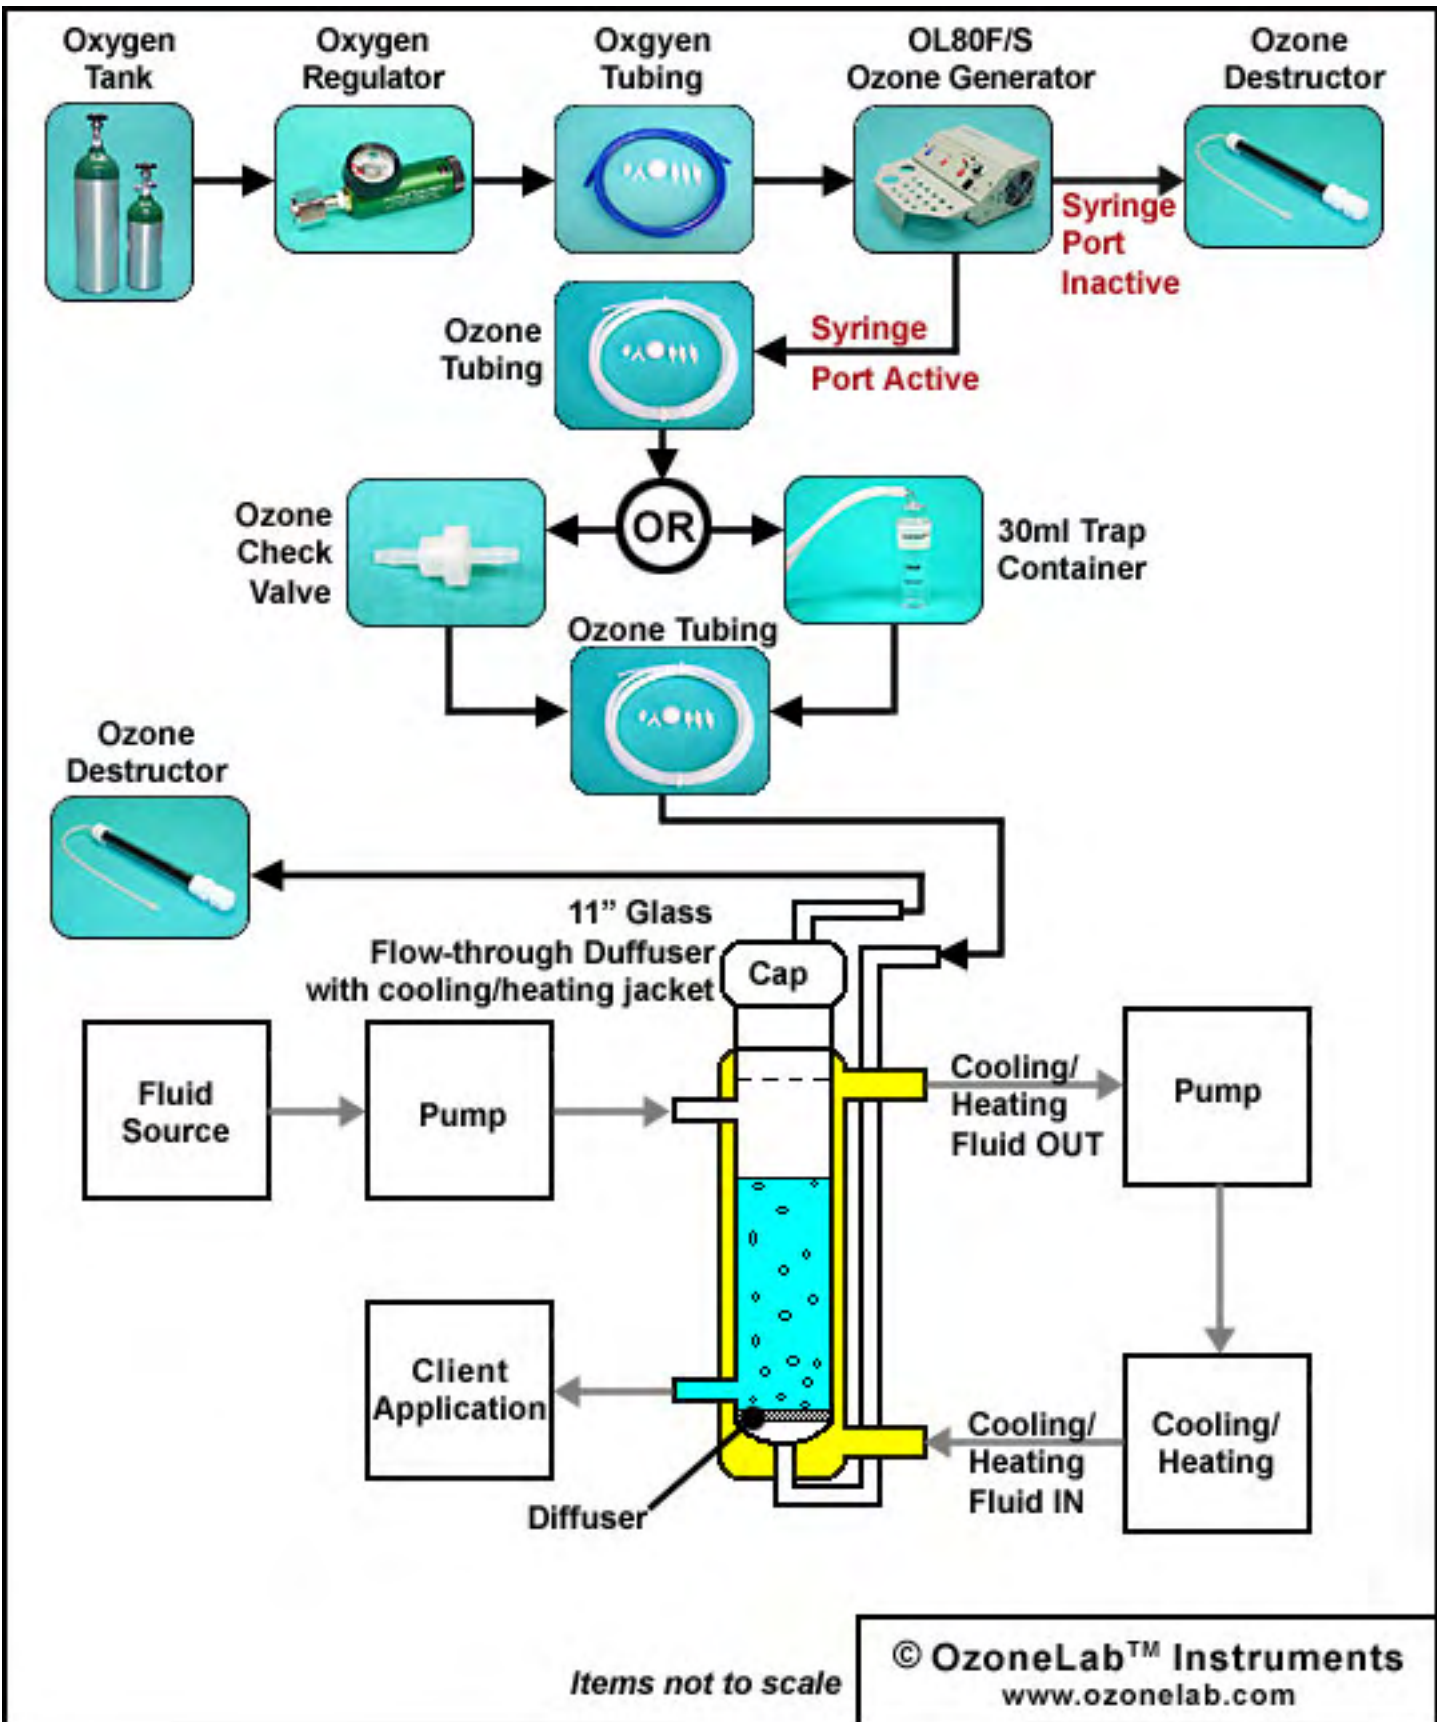 Oxygen
Tank
Oxygen
Regulator
Oxgyen
Tubing
OL80F/S
Ozone Generator
Ozone
Destructor
Syringe
Port
Inactive
Ozone
Tubing
Syringe
Port Active
Ozone
Check
Valve
OR
30ml Trap
Container
Ozone Tubing
Ozone
Destructor
11” Glass
Flow-through Duffuser
with cooling/heating jacket
Cap
Fluid
Source
Pump
Cooling/
Heating
Fluid OUT
Pump
Client
Application
Cooling/
Heating
Fluid IN
Cooling/
Heating
Diffuser
Items not to scale
© OzoneLab™ Instruments
www.ozonelab.com